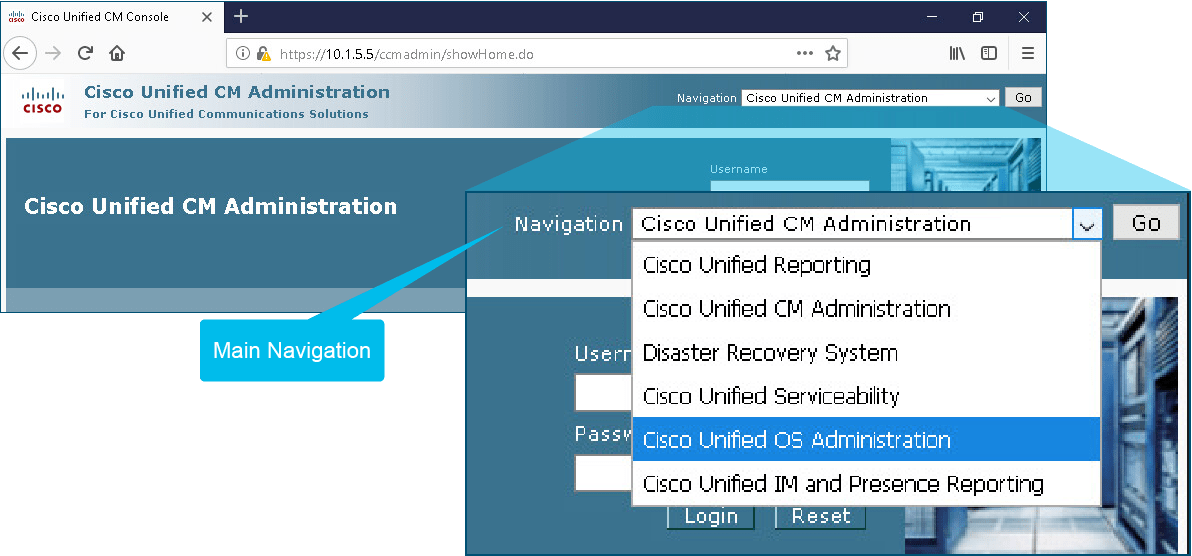 Cisco Unified CM Console
https://10.1.5.5/ccmadmin/showHome.do
CISCO
Cisco Unified CM Administration
For Cisco Unified Communications Solutions
Navigation Cisco Unified CM Administration Go
Username
Cisco Unified CM Administration
Navigation Cisco Unified CM Administration Go
Cisco Unified Reporting
Cisco Unified CM Administration
Disaster Recovery System
Cisco Unified Serviceability
Cisco Unified OS Administration
Cisco Unified IM and Presence Reporting
Usern
Passw
Login Reset
Main Navigation